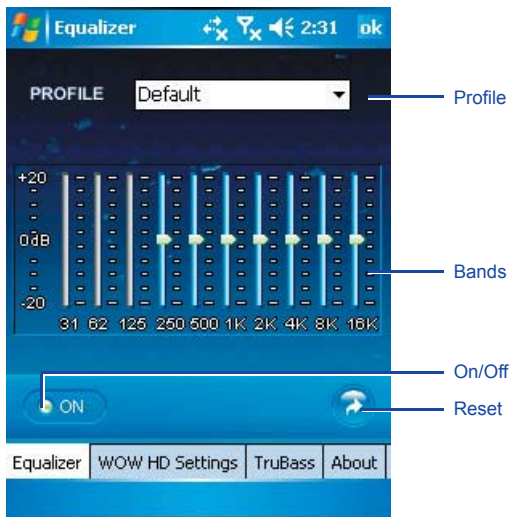 Equalizer 2:31 ok
PROFILE Default
Profile
+20
0dB
-20
Bands
31 62 125 250 500 1K 2K 4K 8K 16K
On/Off
ON
Reset
Equalizer WOW HD Settings TruBass About